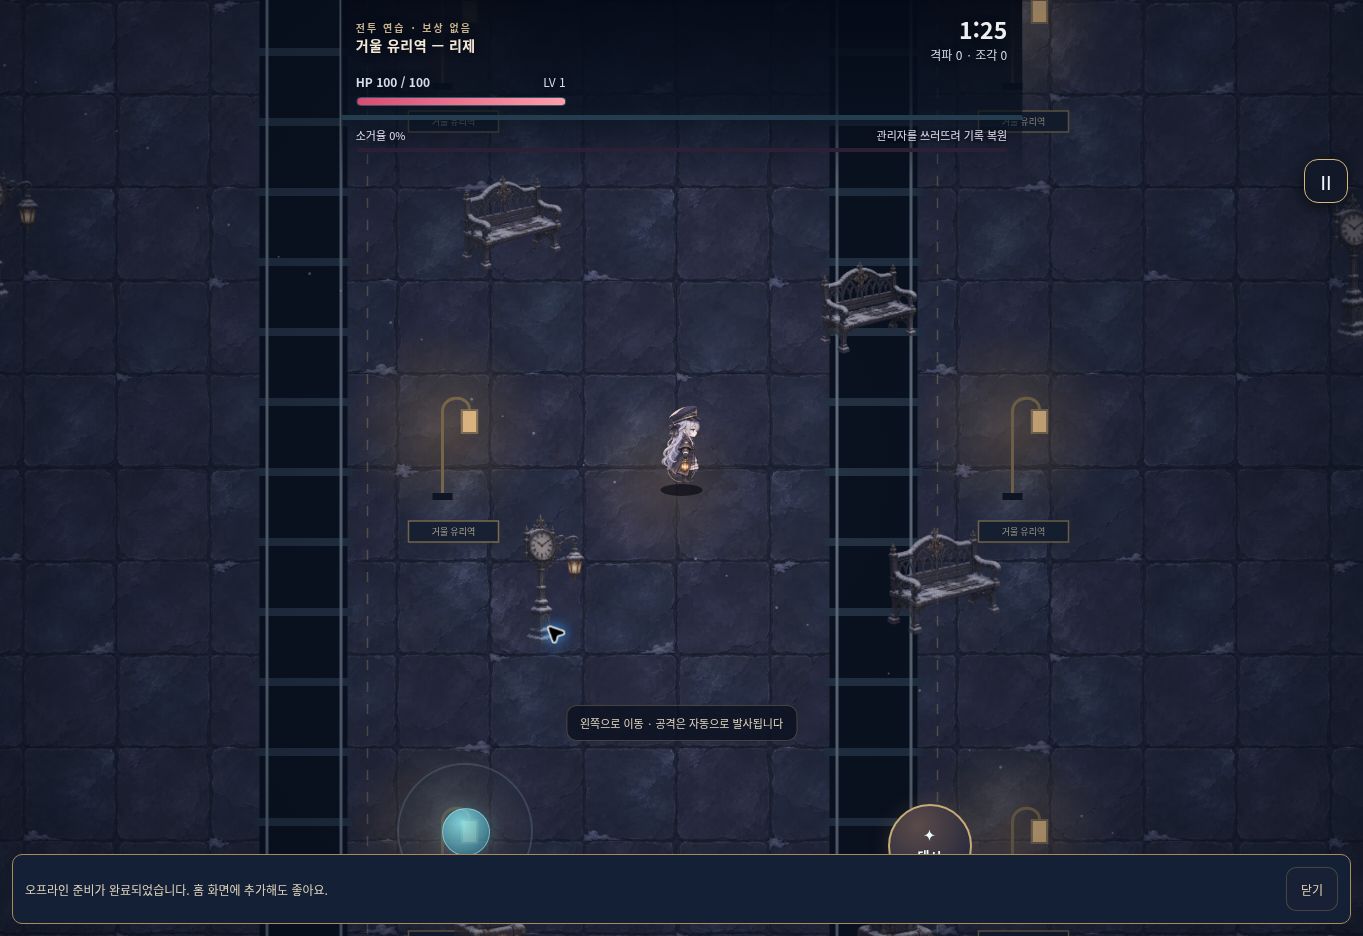 전투 연습 · 보상 없음
거울 유리역 — 리제
1:25
격파 0 · 조각 0
HP 100 / 100
LV 1
거울 유리역
유리역
소거율 0%
관리자를 쓰러뜨려 기록 복원
거울 유리역
거울 유리역
왼쪽으로 이동 · 공격은 자동으로 발사됩니다
오프라인 준비가 완료되었습니다. 홈 화면에 추가해도 좋아요.
닫기